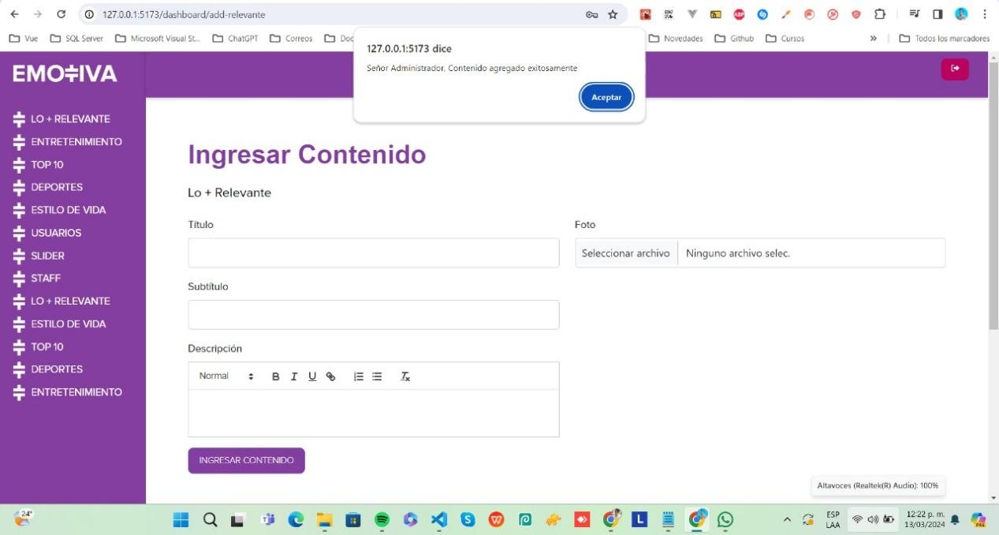 127.0.0.1:5173/dashboard/add-relevante
Vue
SQL Server
Microsoft Visual St...
ChatGPT
Correos
Doc
Novedades
Github
Cursos
»
Todos los marcadores
127.0.0.1:5173 dice
Señor Administrador, Contenido agregado exitosamente
Aceptar
EMOTIVA
LO + RELEVANTE
ENTRETENIMIENTO
TOP 10
DEPORTES
ESTILO DE VIDA
USUARIOS
SLIDER
STAFF
LO + RELEVANTE
ESTILO DE VIDA
TOP 10
DEPORTES
ENTRETENIMIENTO
Ingresar Contenido
Lo + Relevante
Título
Foto
Seleccionar archivo
Ninguno archivo selec.
Subtítulo
Descripción
Normal
B I U
INGRESAR CONTENIDO
Altavoces (Realtek(R) Audio): 100%
24°
ESP
LAA
12:22 p. m.
13/03/2024